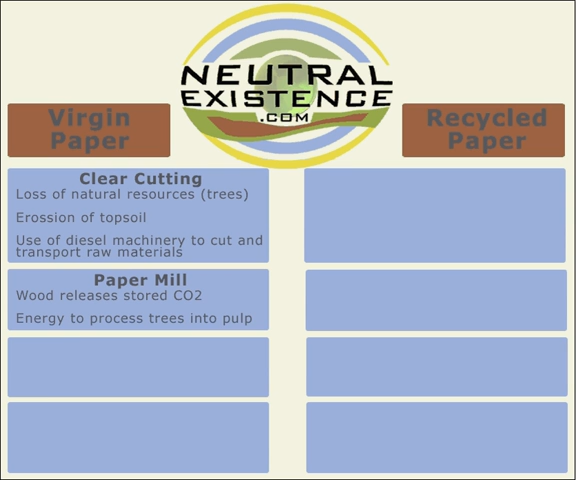 NEUTRAL
EXISTENCE
.COM
Virgin
Paper
Recycled
Paper
Clear Cutting
Loss of natural resources (trees)
Erossion of topsoil
Use of diesel machinery to cut and
transport raw materials
Paper Mill
Wood releases stored CO2
Energy to process trees into pulp